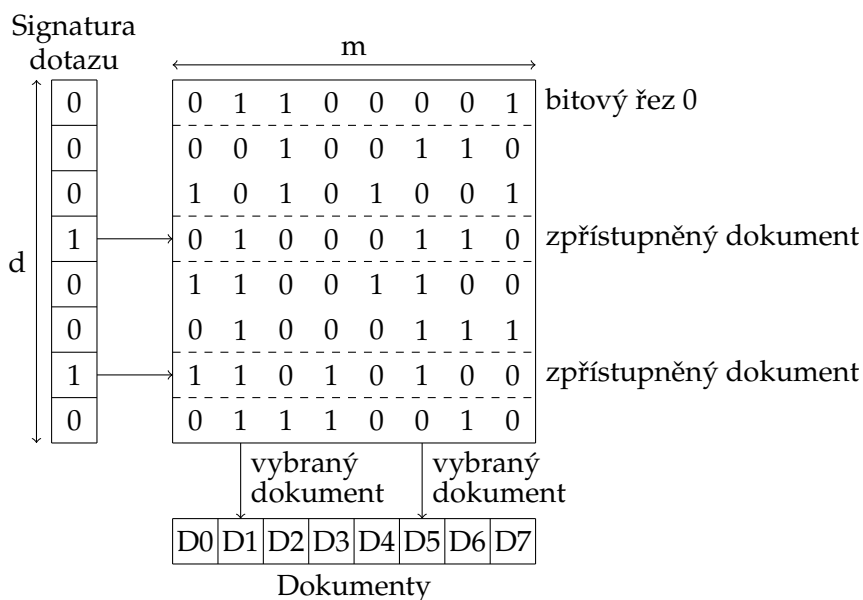 Signatura
dotazu
m
0 0 1 1 0 0 0 0 1 bitový řez 0
0 0 0 1 0 0 1 1 0
0 1 0 1 0 1 0 0 1
1 0 1 0 0 0 1 1 0 zpřístupněný dokument
d
0 1 1 0 0 1 1 0 0
0 0 1 0 0 0 1 1 1
1 1 1 0 1 0 1 0 0 zpřístupněný dokument
0 0 1 1 1 0 0 1 0
vybraný vybraný
dokument dokument
D0 D1 D2 D3 D4 D5 D6 D7
Dokumenty